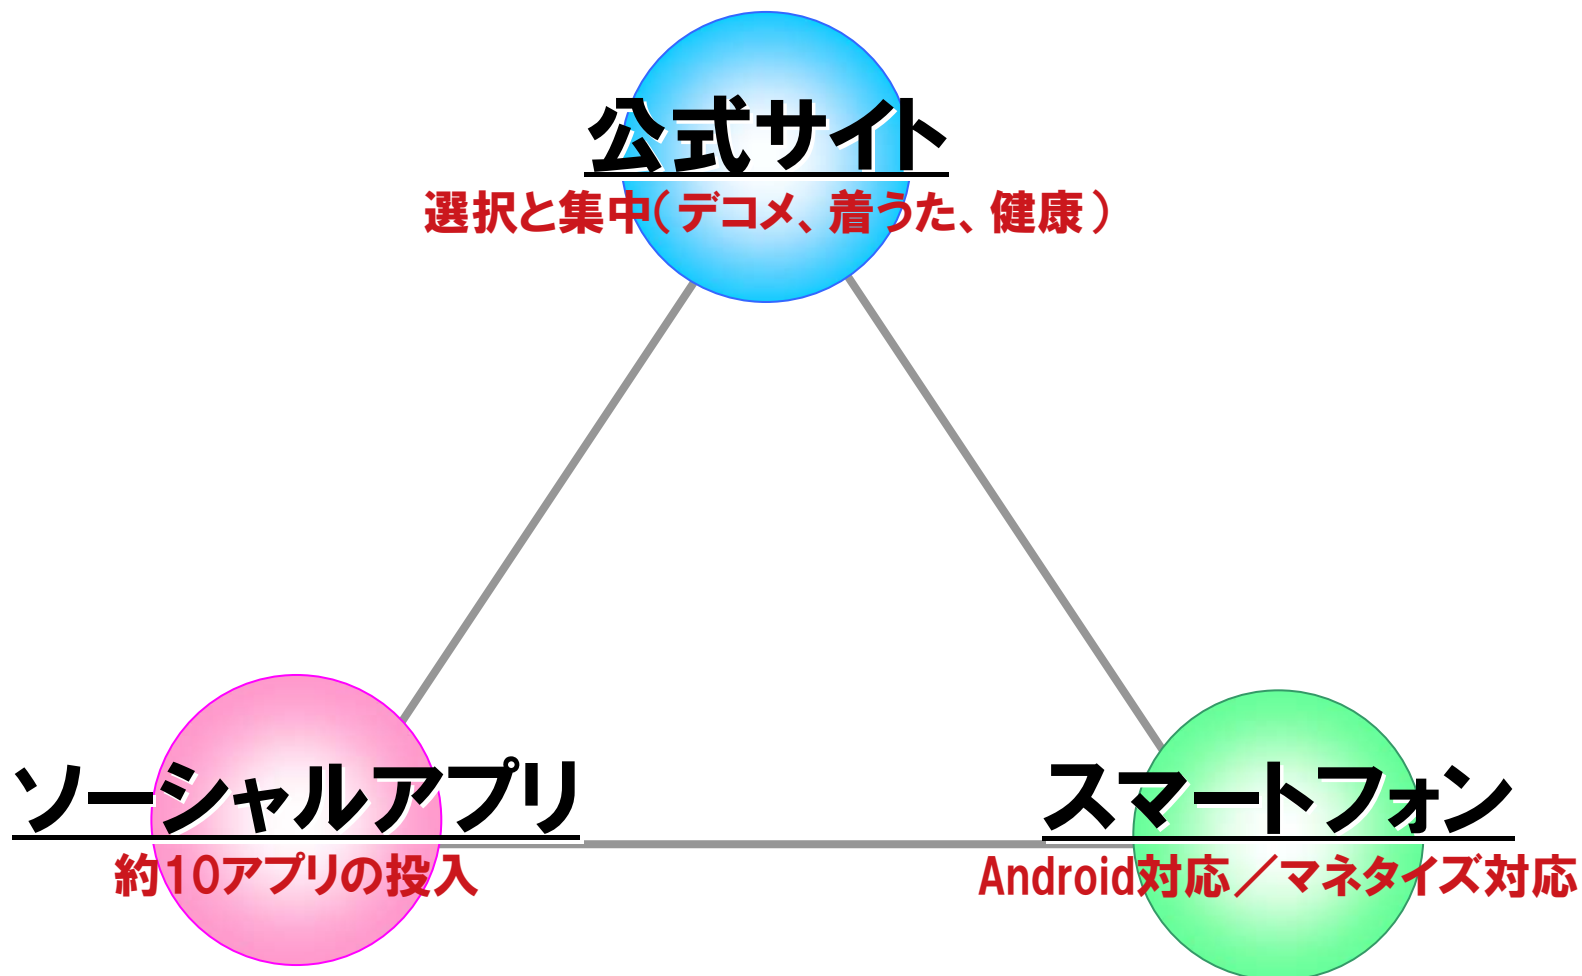 公式サイト
選択と集中(デコメ、着うた、健康)
ソーシャルアプリ
約10アプリの投入
スマートフォン
Android対応／マネタイズ対応